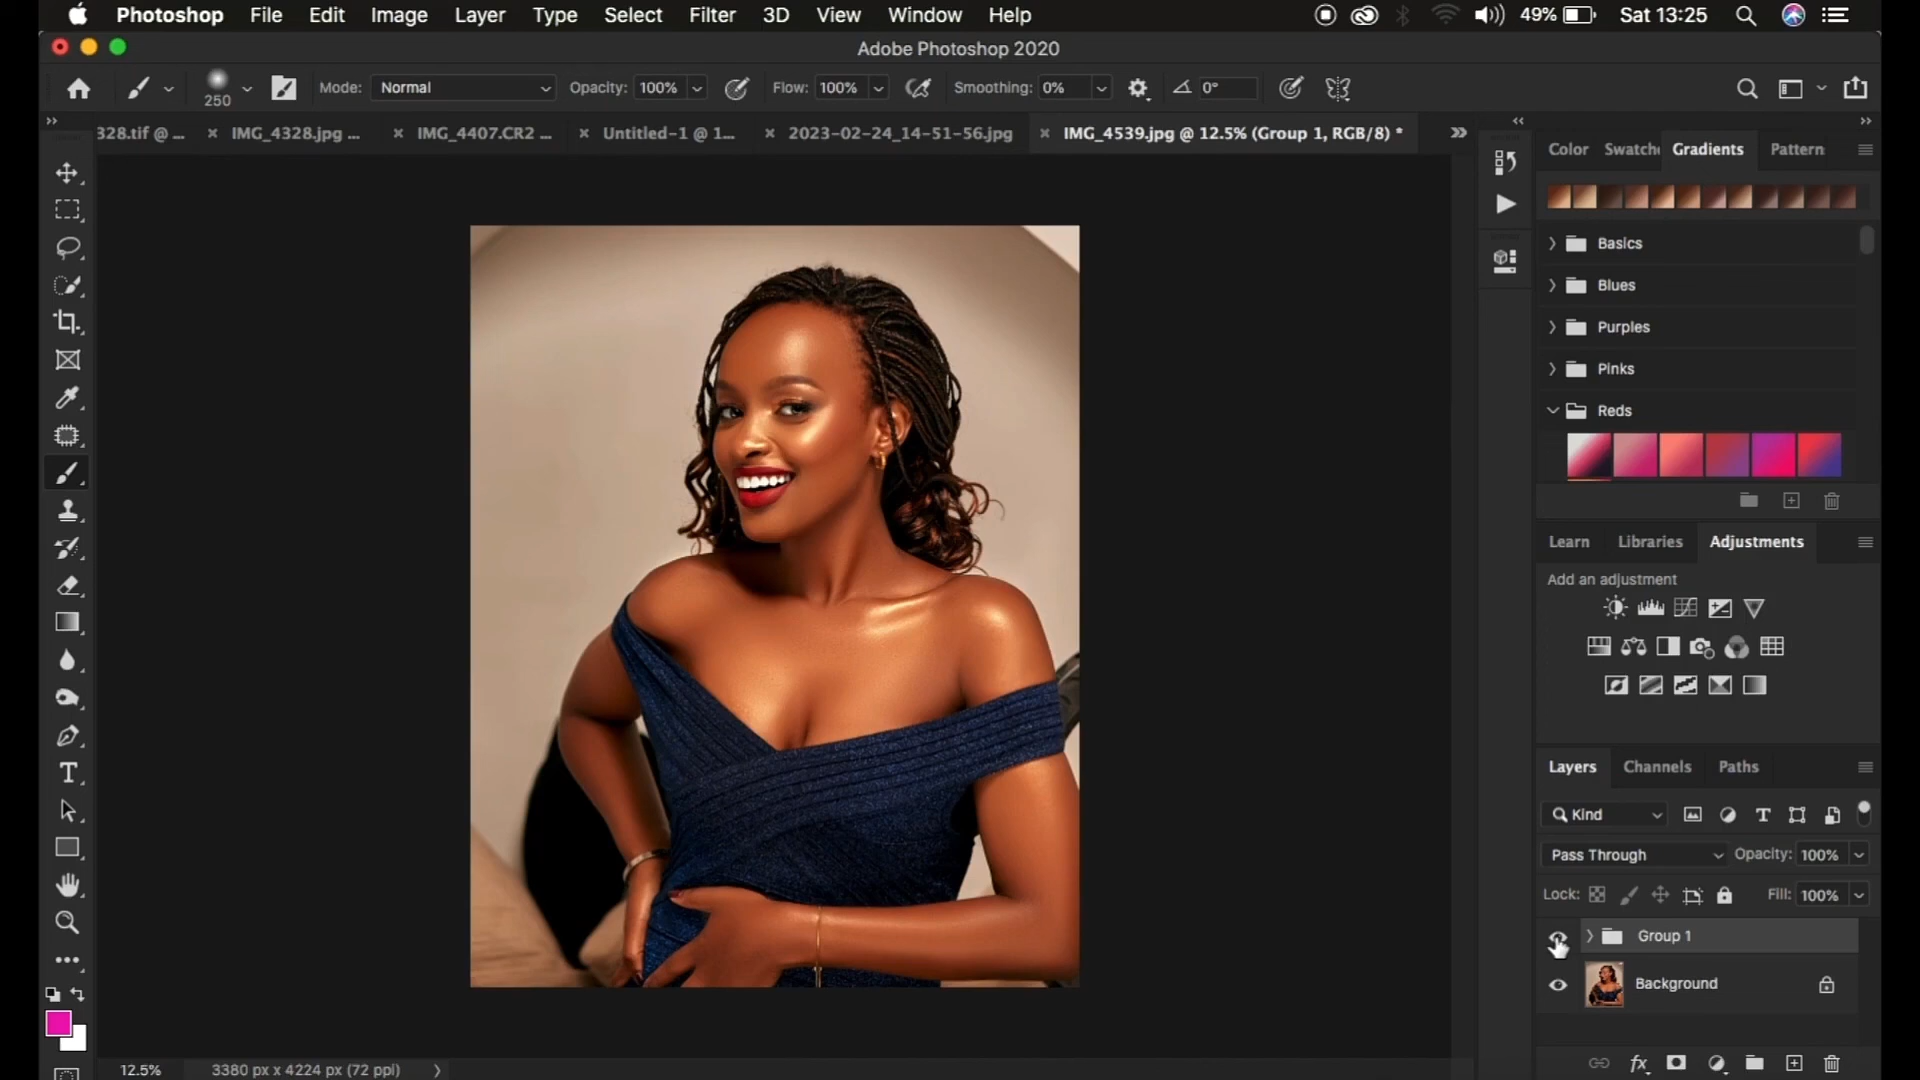 Photoshop File Edit Image Layer Type Select Filter 3D View Window Help 49% Sat 13:25
Adobe Photoshop 2020
250 Mode: Normal Opacity: 100% Flow: 100% Smoothing: 0% 0°
328.tif @ ... IMG_4328.jpg ... IMG_4407.CR2 ... Untitled-1 @ 1... 2023-02-24_14-51-56.jpg IMG_4539.jpg @ 12.5% (Group 1, RGB/8) *
Color Swatche Gradients Pattern
Basics
Blues
Purples
Pinks
Reds
Learn Libraries Adjustments
Add an adjustment
Layers Channels Paths
Kind
Pass Through Opacity: 100%
Lock: Fill: 100%
Group 1
Background
fx
12.5% 3380 px x 4224 px (72 ppi)